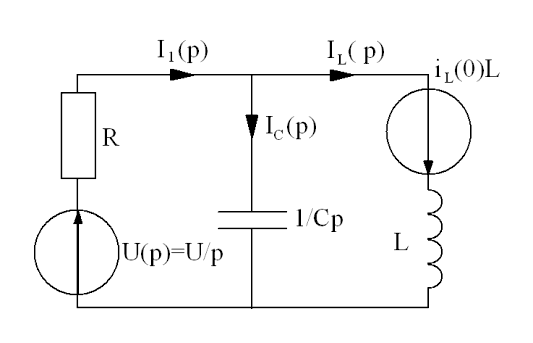 I₁(p)
I_L( p)
i_L(0)L
I_C(p)
R
1/Cp
U(p)=U/p
L